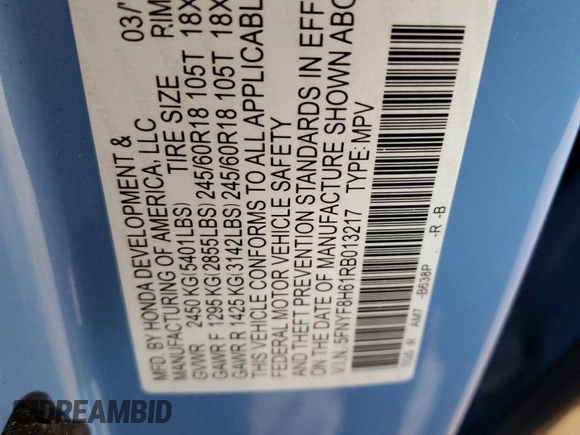 MFD. BY HONDA DEVELOPMENT & 03/
MANUFACTURING OF AMERICA, LLC
TIRE SIZE RIM
GVWR 2450 KG(5401LBS)
GAWR F 1295 KG(2855LBS) 245/60R18 105T 18X
GAWR R 1425 KG(3142LBS) 245/60R18 105T 18X
THIS VEHICLE CONFORMS TO ALL APPLICABL
FEDERAL MOTOR VEHICLE SAFETY
AND THEFT PREVENTION STANDARDS IN EFF
ON THE DATE OF MANUFACTURE SHOWN ABO
V.I.N. 5FNYF8H61RB013217 TYPE: MPV
AM7 -B638P -R -B
DREAMBID